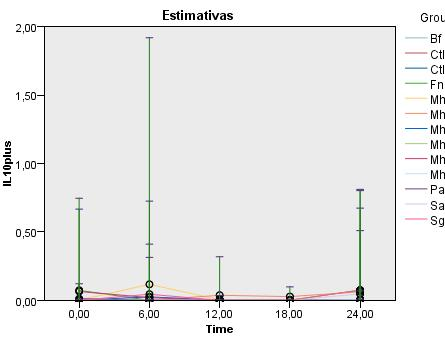 Estimativas
Grou
2,00
1,50
1,00
0,50
0,00
IL10plus
0,00
6,00
12,00
18,00
24,00
Time
Bf
Ctl
Ctl
Fn
Mh
Mh
Mh
Mh
Mh
Mh
Pa
Sa
Sg